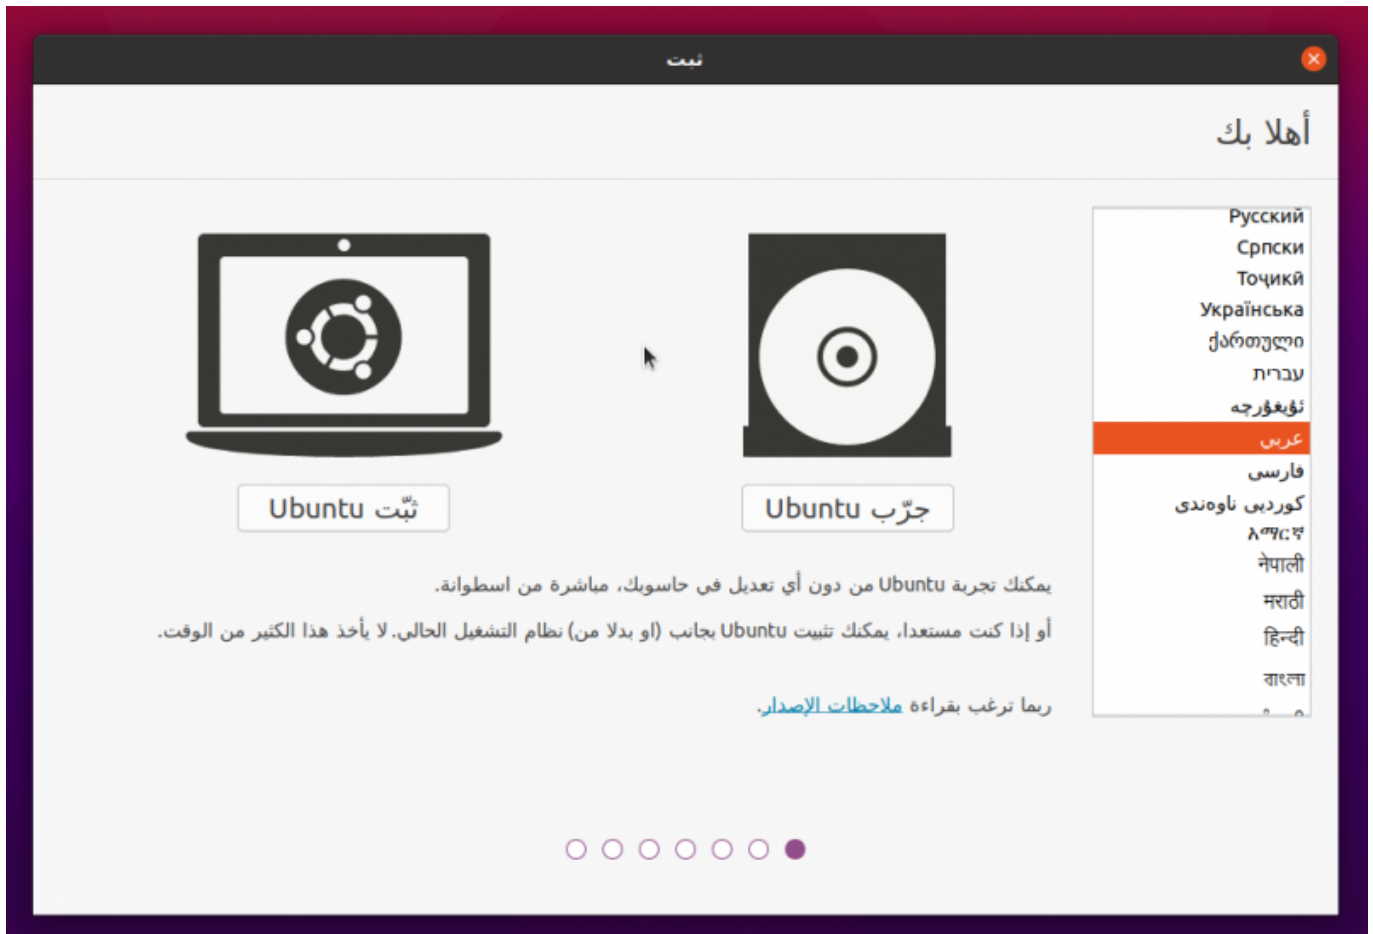 ثبت
أهلا بك
Русский
Српски
Тоҷикӣ
Українська
ქართული
עברית
ئۇيغۇرچە
عربي
فارسی
کوردیی ناوەندی
አማርኛ
नेपाली
मराठी
हिन्दी
বাংলা
جرّب Ubuntu
ثبّت Ubuntu
يمكنك تجربة Ubuntu من دون أي تعديل في حاسوبك، مباشرة من اسطوانة.
أو إذا كنت مستعدا، يمكنك تثبيت Ubuntu بجانب (او بدلا من) نظام التشغيل الحالي. لا يأخذ هذا الكثير من الوقت.
ربما ترغب بقراءة ملاحظات الإصدار.